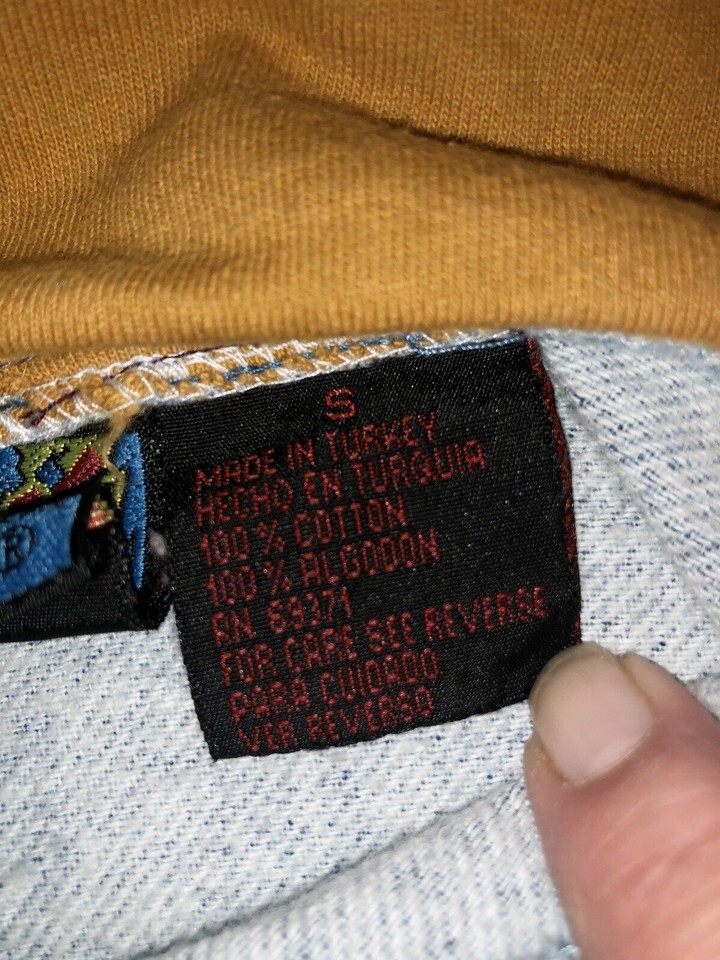 S
MADE IN TURKEY
HECHO EN TURQUIA
100 % COTTON
100 % ALGODON
RN 69371
FOR CARE SEE REVERSE
PARA CUIDADO
VER REVERSO
®